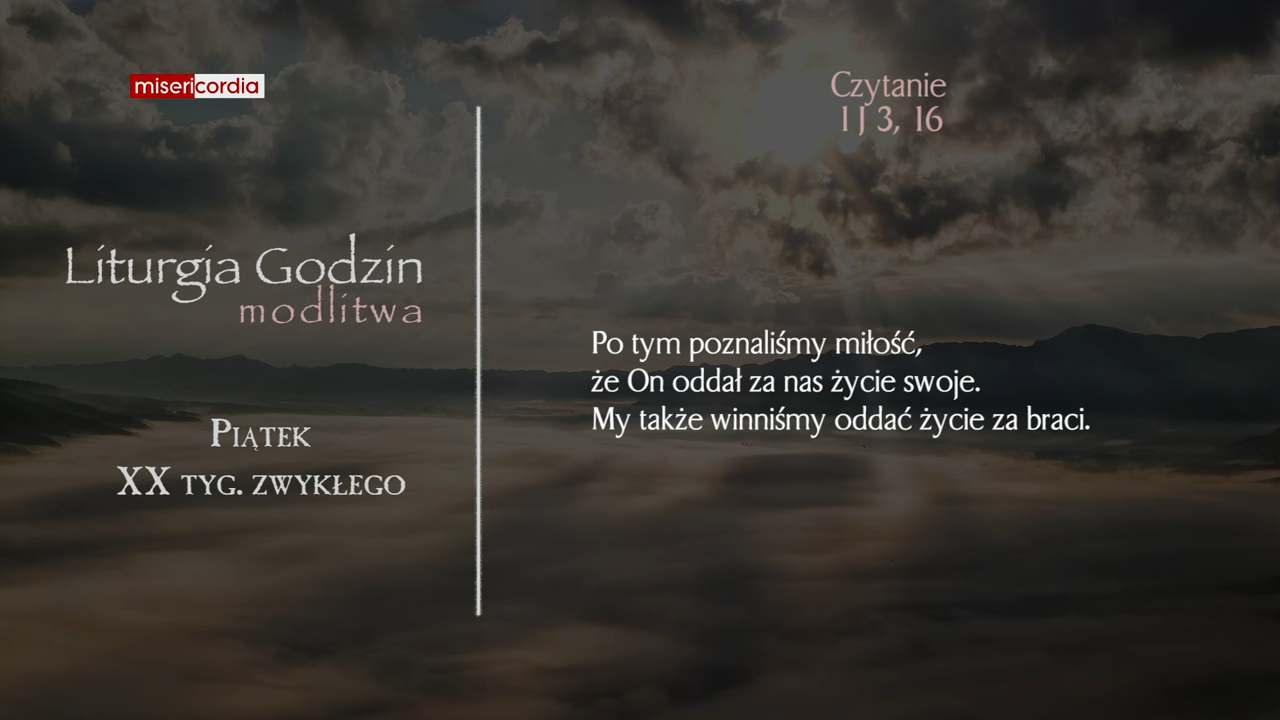 misericordia
Liturgia Godzin
modlitwa
Piątek
XX tyg. zwykłego
Czytanie
1 J 3, 16
Po tym poznaliśmy miłość,
że On oddał za nas życie swoje.
My także winniśmy oddać życie za braci.